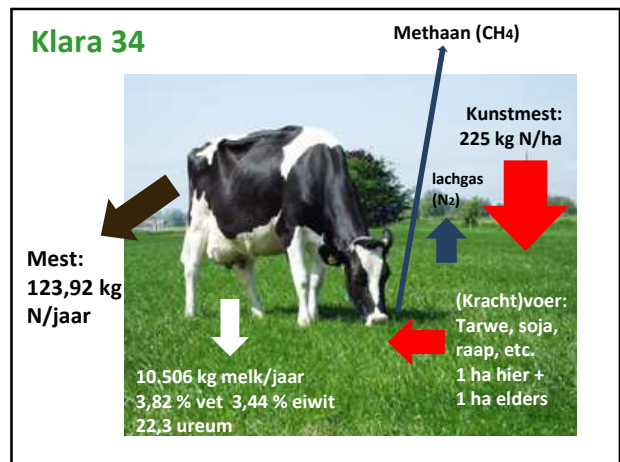 Klara 34
Methaan (CH4)
Kunstmest:
225 kg N/ha
lachgas
(N2)
Mest:
123,92 kg
N/jaar
(Kracht)voer:
Tarwe, soja,
raap, etc.
1 ha hier +
1 ha elders
10.506 kg melk/jaar
3,82 % vet 3,44 % eiwit
22,3 ureum